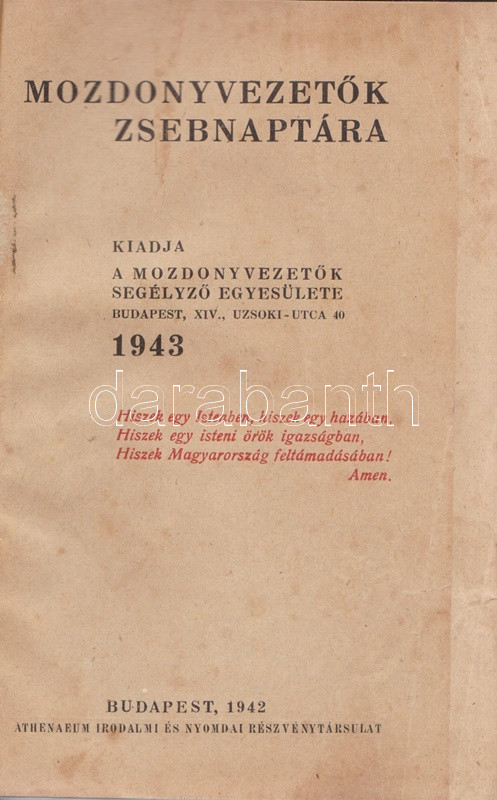 MOZDONYVEZETŐK
ZSEBNAPTÁRA
KIADJA
A MOZDONYVEZETŐK
SEGÉLYZŐ EGYESÜLETE
BUDAPEST, XIV., UZSOKI-UTCA 40
1943
darabanth
Hiszek egy Istenben, hiszek egy hazában,
Hiszek egy isteni örök igazságban,
Hiszek Magyarország feltámadásában!
Amen.
BUDAPEST, 1942
ATHENAEUM IRODALMI ÉS NYOMDAI RÉSZVÉNYTÁRSULAT